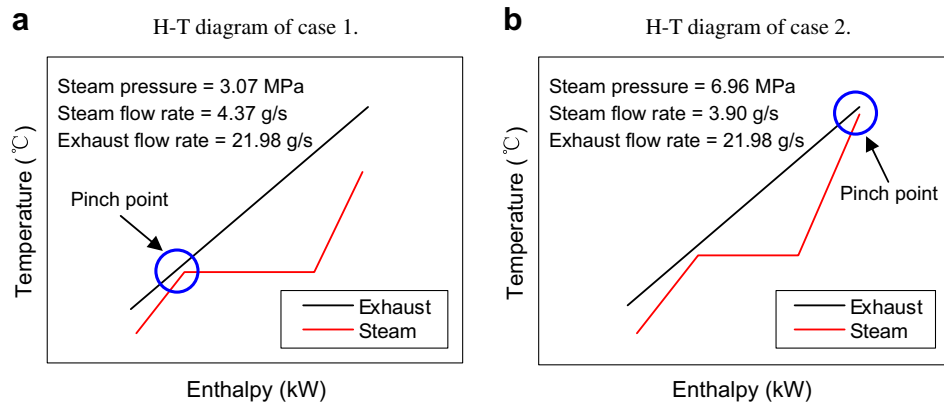 a
H-T diagram of case 1.
Steam pressure = 3.07 MPa
Steam flow rate = 4.37 g/s
Exhaust flow rate = 21.98 g/s
Pinch point
Exhaust
Steam
Temperature (℃)
Enthalpy (kW)
b
H-T diagram of case 2.
Steam pressure = 6.96 MPa
Steam flow rate = 3.90 g/s
Exhaust flow rate = 21.98 g/s
Pinch point
Exhaust
Steam
Temperature (℃)
Enthalpy (kW)